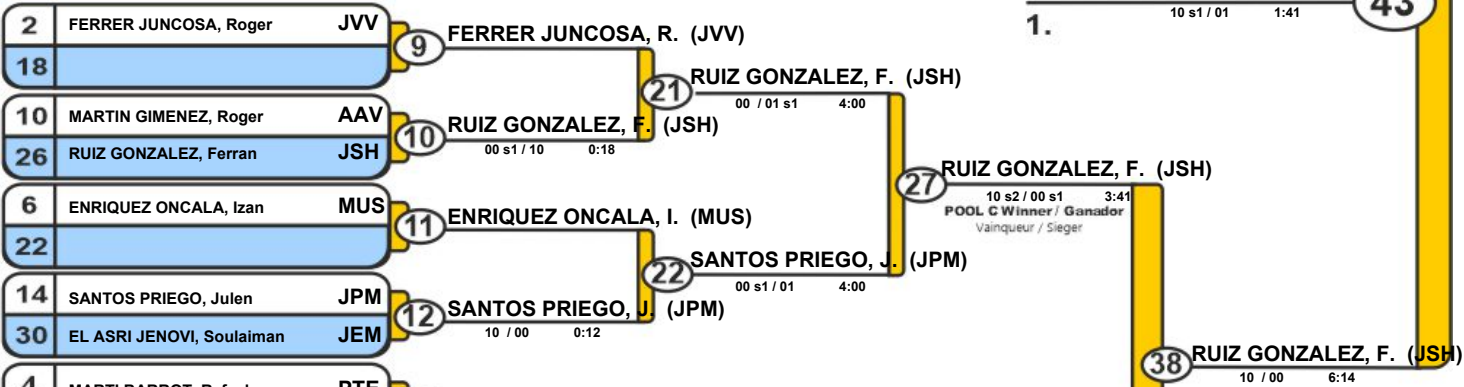 2 FERRER JUNCOSA, Roger JVV
18
9
FERRER JUNCOSA, R. (JVV)
10 MARTIN GIMENEZ, Roger AAV
26 RUIZ GONZALEZ, Ferran JSH
10
RUIZ GONZALEZ, F. (JSH)
00 s1 / 10 0:18
21
RUIZ GONZALEZ, F. (JSH)
00 / 01 s1 4:00
6 ENRIQUEZ ONCALA, Izan MUS
22
11
ENRIQUEZ ONCALA, I. (MUS)
14 SANTOS PRIEGO, Julen JPM
30 EL ASRI JENOVI, Soulaiman JEM
12
SANTOS PRIEGO, J. (JPM)
10 / 00 0:12
22
SANTOS PRIEGO, J. (JPM)
00 s1 / 01 4:00
27
RUIZ GONZALEZ, F. (JSH)
10 s2 / 00 s1 3:41
POOL C Winner / Ganador
Vainqueur / Sieger
10 s1 / 01 1:41
43
1.
38
RUIZ GONZALEZ, F. (JSH)
10 / 00 6:14
4